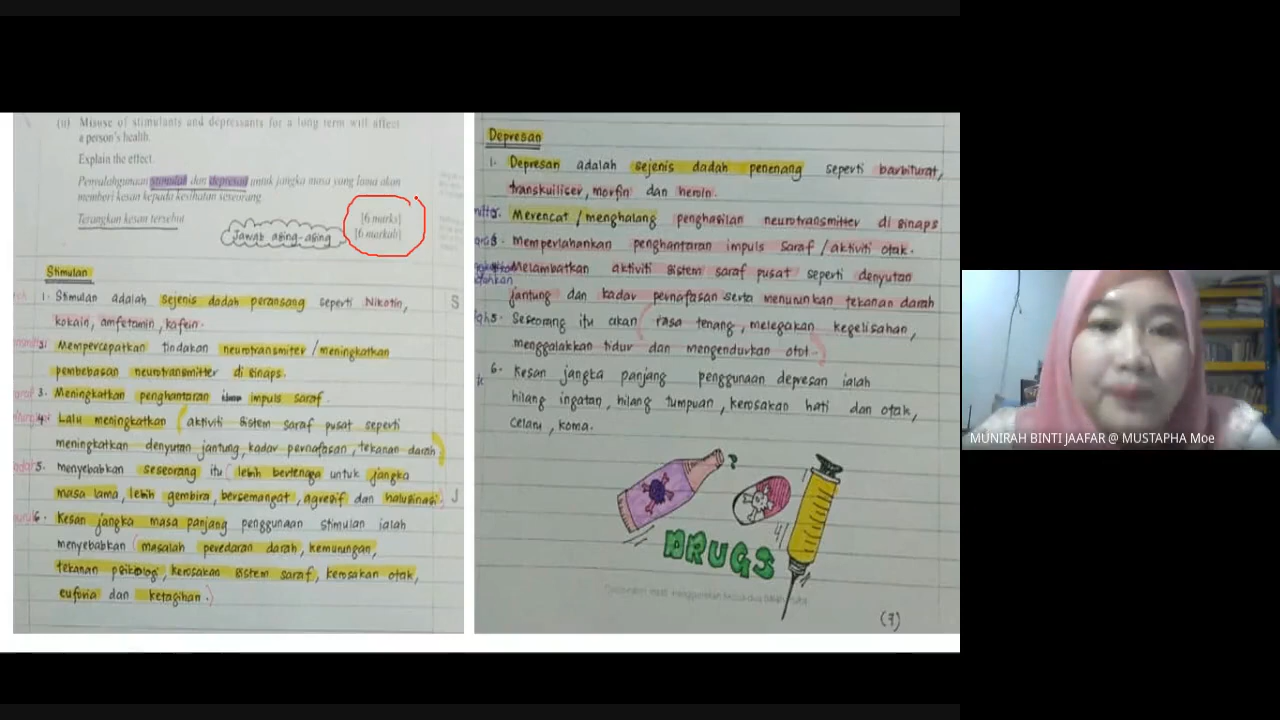 (ii) Misuse of stimulants and depressants for a long term will affect
a person's health.
Explain the effect.
Penyalahgunaan stimulan dan depresan untuk jangka masa yang lama akan
memberi kesan kepada kesihatan seseorang
Terangkan kesan tersebut
[6 marks]
[6 markah]
Jawab asing-asing
Stimulan
1. Stimulan adalah sejenis dadah perangsang seperti Nikotin,
kokain, amfetamin, kafein.
2. Mempercepatkan tindakan neurotransmiter / meningkatkan
pembebasan neurotransmitter di sinaps.
3. Meningkatkan penghantaran impuls saraf.
4. Lalu meningkatkan (aktiviti sistem saraf pusat seperti
meningkatkan denyutan jantung, kadar pernafasan, tekanan darah)
5. menyebabkan seseorang itu (lebih bertenaga untuk jangka
masa lama, lebih gembira, bersemangat, agresif dan halusinasi.)
6. Kesan jangka masa panjang penggunaan stimulan ialah
menyebabkan (masalah peredaran darah, kemurungan,
tekanan psikologi, kerosakan sistem saraf, kerosakan otak,
euforia dan ketagihan.)
S
J
Depresan
1. Depresan adalah sejenis dadah penenang seperti barbiturat,
trankuiliser, morfin dan heroin.
2. Merencat / menghalang penghasilan neurotransmitter di sinaps
3. Memperlahankan penghantaran impuls saraf / aktiviti otak.
Melambatkan aktiviti sistem saraf pusat seperti denyutan
jantung dan kadar pernafasan serta menurunkan tekanan darah
5. Seseorang itu akan (rasa tenang, melegakan kegelisahan,
menggalakkan tidur dan mengendurkan otot.)
6. Kesan jangka panjang penggunaan depresan ialah
hilang ingatan, hilang tumpuan, kerosakan hati dan otak,
celaru, koma.
?
DRUGS
(7)
MUNIRAH BINTI JAAFAR @ MUSTAPHA Moe